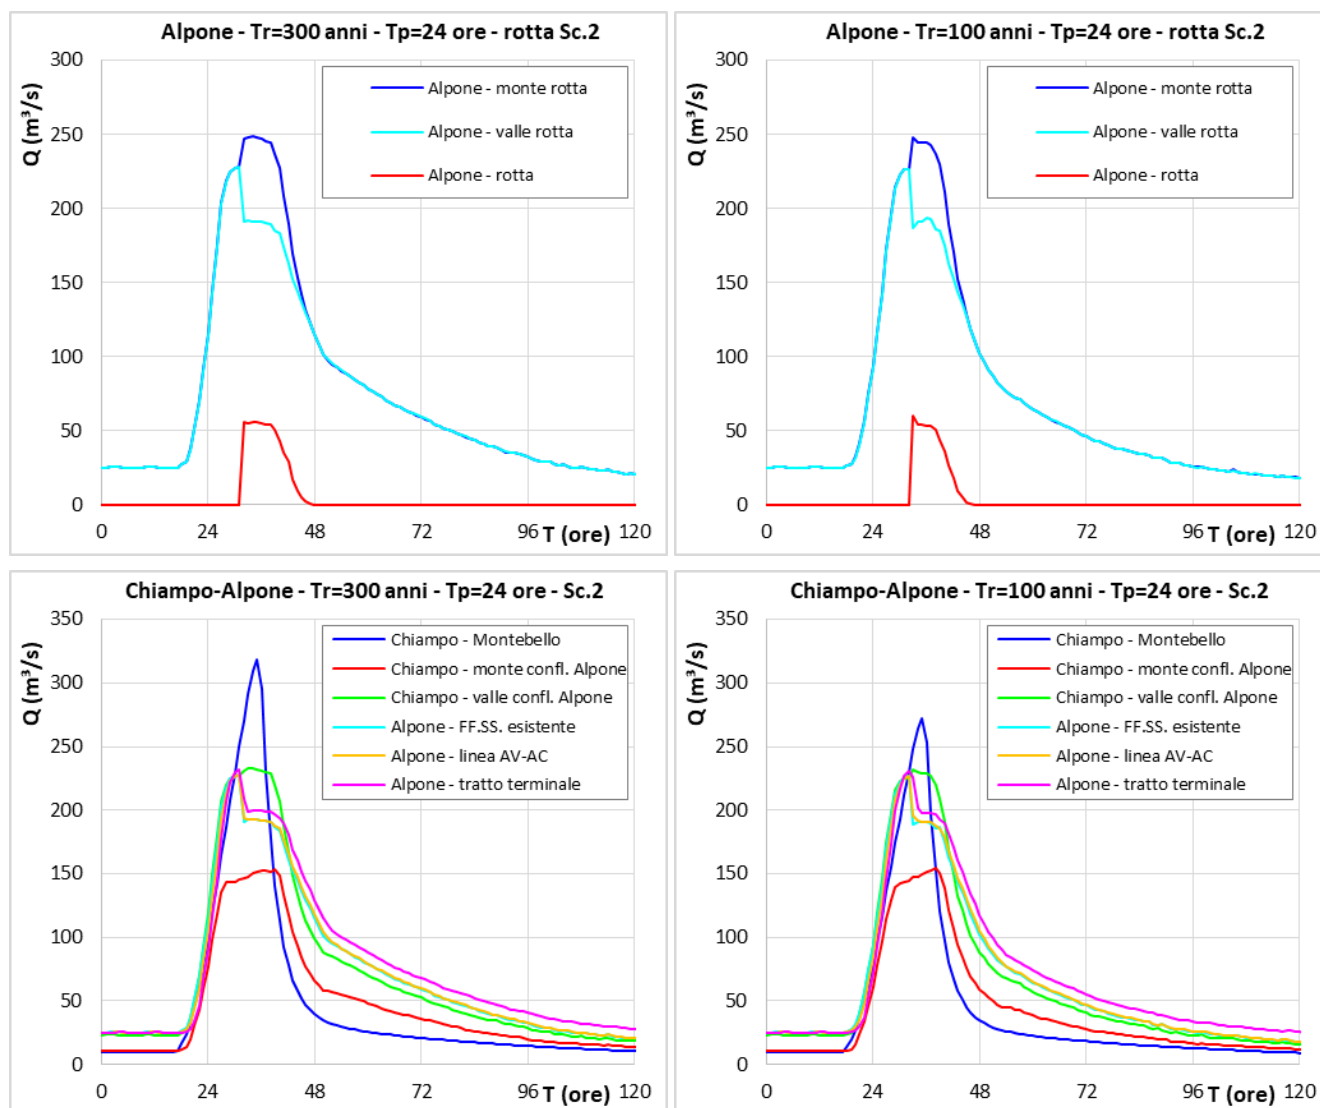 Alpone - Tr=300 anni - Tp=24 ore - rotta Sc.2
Q (m³/s)
300
250
200
150
100
50
0
Alpone - monte rotta
Alpone - valle rotta
Alpone - rotta
0 24 48 72 96 T (ore) 120
Alpone - Tr=100 anni - Tp=24 ore - rotta Sc.2
Q (m³/s)
300
250
200
150
100
50
0
Alpone - monte rotta
Alpone - valle rotta
Alpone - rotta
0 24 48 72 96 T (ore) 120
Chiampo-Alpone - Tr=300 anni - Tp=24 ore - Sc.2
Q (m³/s)
350
300
250
200
150
100
50
0
Chiampo - Montebello
Chiampo - monte confl. Alpone
Chiampo - valle confl. Alpone
Alpone - FF.SS. esistente
Alpone - linea AV-AC
Alpone - tratto terminale
0 24 48 72 96 T (ore) 120
Chiampo-Alpone - Tr=100 anni - Tp=24 ore - Sc.2
Q (m³/s)
350
300
250
200
150
100
50
0
Chiampo - Montebello
Chiampo - monte confl. Alpone
Chiampo - valle confl. Alpone
Alpone - FF.SS. esistente
Alpone - linea AV-AC
Alpone - tratto terminale
0 24 48 72 96 T (ore) 120